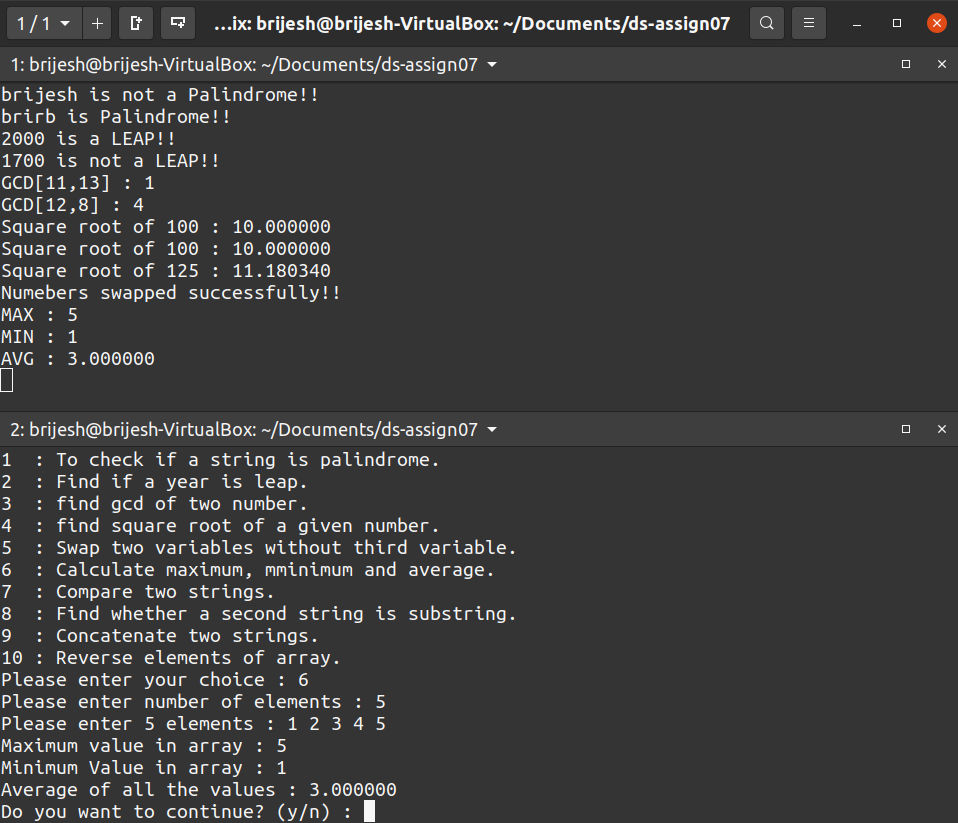 1 / 1
...ix: brijesh@brijesh-VirtualBox: ~/Documents/ds-assign07
1: brijesh@brijesh-VirtualBox: ~/Documents/ds-assign07
brijesh is not a Palindrome!!
brirb is Palindrome!!
2000 is a LEAP!!
1700 is not a LEAP!!
GCD[11,13] : 1
GCD[12,8] : 4
Square root of 100 : 10.000000
Square root of 100 : 10.000000
Square root of 125 : 11.180340
Numebers swapped successfully!!
MAX : 5
MIN : 1
AVG : 3.000000
2: brijesh@brijesh-VirtualBox: ~/Documents/ds-assign07
1  : To check if a string is palindrome.
2  : Find if a year is leap.
3  : find gcd of two number.
4  : find square root of a given number.
5  : Swap two variables without third variable.
6  : Calculate maximum, mminimum and average.
7  : Compare two strings.
8  : Find whether a second string is substring.
9  : Concatenate two strings.
10 : Reverse elements of array.
Please enter your choice : 6
Please enter number of elements : 5
Please enter 5 elements : 1 2 3 4 5
Maximum value in array : 5
Minimum Value in array : 1
Average of all the values : 3.000000
Do you want to continue? (y/n) :